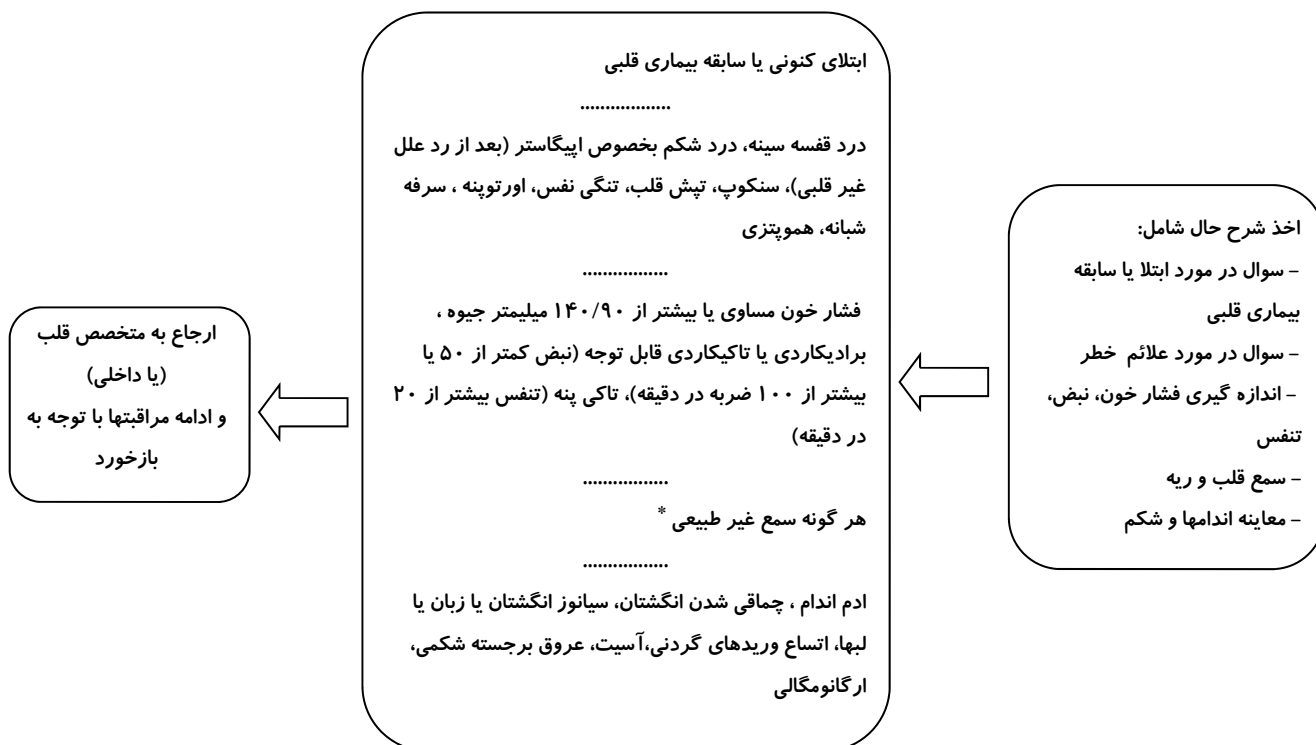 اخذ شرح حال شامل:
- سوال در مورد ابتلا یا سابقه
بیماری قلبی
- سوال در مورد علائم خطر
- اندازه گیری فشار خون، نبض،
تنفس
- سمع قلب و ریه
- معاینه اندامها و شکم
ابتلای کنونی یا سابقه بیماری قلبی
..................
درد قفسه سینه، درد شکم بخصوص اپیگاستر (بعد از رد علل
غیر قلبی)، سنکوپ، تپش قلب، تنگی نفس، اورتوپنه ، سرفه
شبانه، هموپتزی
.................
فشار خون مساوی یا بیشتر از ۱۴۰/۹۰ میلیمتر جیوه ،
برادیکاردی یا تاکیکاردی قابل توجه (نبض کمتر از ۵۰ یا
بیشتر از ۱۰۰ ضربه در دقیقه)، تاکی پنه (تنفس بیشتر از ۲۰
در دقیقه)
.................
هر گونه سمع غیر طبیعی *
.................
ادم اندام ، چماقی شدن انگشتان، سیانوز انگشتان یا زبان یا
لبها، اتساع وریدهای گردنی،آسیت، عروق برجسته شکمی،
ارگانومگالی
ارجاع به متخصص قلب
(یا داخلی)
و ادامه مراقبتها با توجه به
بازخورد